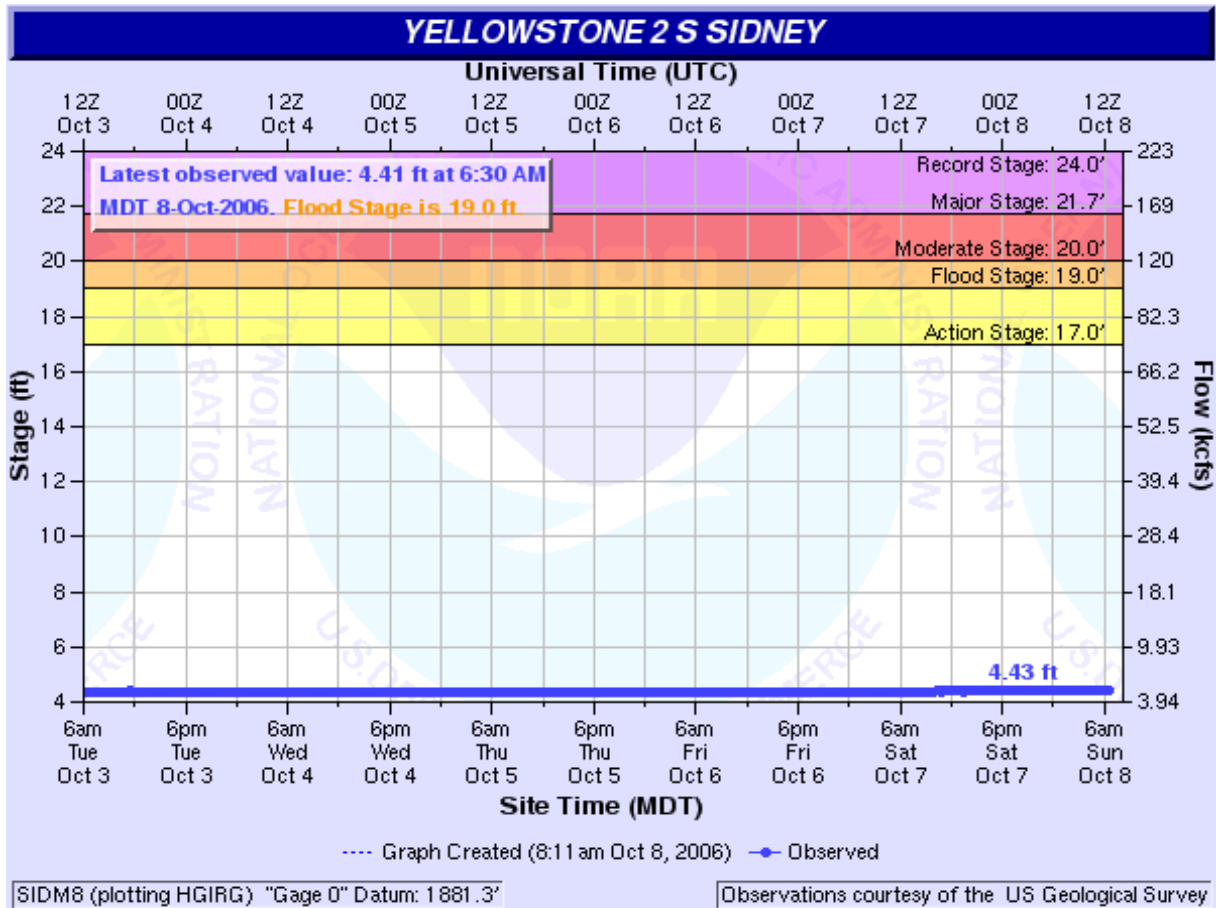 YELLOWSTONE 2 S SIDNEY
Universal Time (UTC)
12Z 00Z 12Z 00Z 12Z 00Z 12Z 00Z 12Z 00Z 12Z
Oct 3 Oct 4 Oct 4 Oct 5 Oct 5 Oct 6 Oct 6 Oct 7 Oct 7 Oct 8 Oct 8
Latest observed value: 4.41 ft at 6:30 AM
MDT 8-Oct-2006. Flood Stage is 19.0 ft.
Record Stage: 24.0'
Major Stage: 21.7'
Moderate Stage: 20.0'
Flood Stage: 19.0'
Action Stage: 17.0'
Stage (ft)
24
22
20
18
16
14
12
10
8
6
4
Flow (kcfs)
223
169
120
82.3
66.2
52.5
39.4
28.4
18.1
9.93
3.94
NOAA
4.43 ft
6am 6pm 6am 6pm 6am 6pm 6am 6pm 6am 6pm 6am
Tue Tue Wed Wed Thu Thu Fri Fri Sat Sat Sun
Oct 3 Oct 3 Oct 4 Oct 4 Oct 5 Oct 5 Oct 6 Oct 6 Oct 7 Oct 7 Oct 8
Site Time (MDT)
---- Graph Created (8:11am Oct 8, 2006) Observed
SIDM8 (plotting HGIRG) "Gage 0" Datum: 1881.3'
Observations courtesy of the US Geological Survey